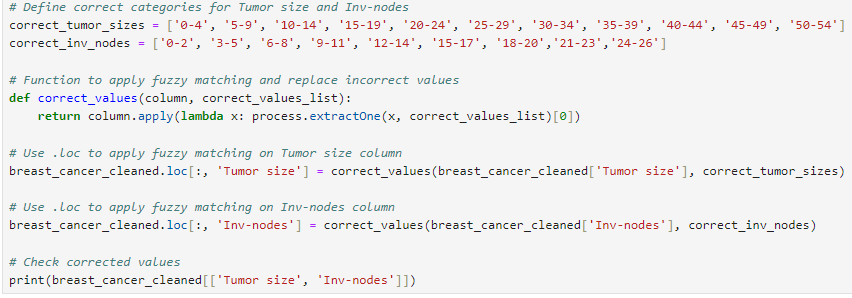 # Define correct categories for Tumor size and Inv-nodes
correct_tumor_sizes = ['0-4', '5-9', '10-14', '15-19', '20-24', '25-29', '30-34', '35-39', '40-44', '45-49', '50-54']
correct_inv_nodes = ['0-2', '3-5', '6-8', '9-11', '12-14', '15-17', '18-20','21-23','24-26']
# Function to apply fuzzy matching and replace incorrect values
def correct_values(column, correct_values_list):
    return column.apply(lambda x: process.extractOne(x, correct_values_list)[0])
# Use .loc to apply fuzzy matching on Tumor size column
breast_cancer_cleaned.loc[:, 'Tumor size'] = correct_values(breast_cancer_cleaned['Tumor size'], correct_tumor_sizes)
# Use .loc to apply fuzzy matching on Inv-nodes column
breast_cancer_cleaned.loc[:, 'Inv-nodes'] = correct_values(breast_cancer_cleaned['Inv-nodes'], correct_inv_nodes)
# Check corrected values
print(breast_cancer_cleaned[['Tumor size', 'Inv-nodes']])